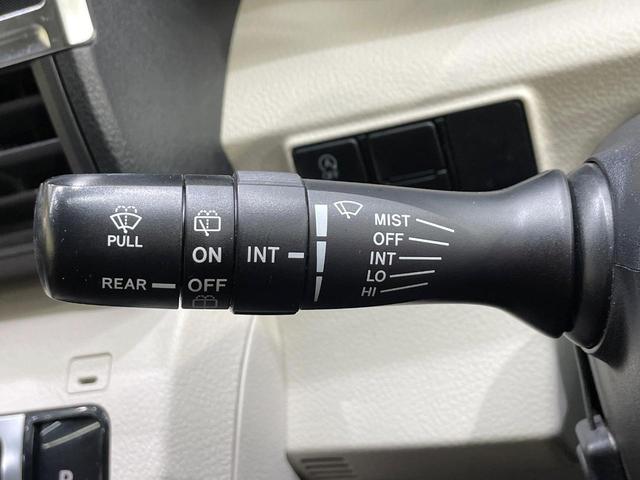 PULL
REAR
ON
OFF
INT
MIST
OFF
INT
LO
HI
P